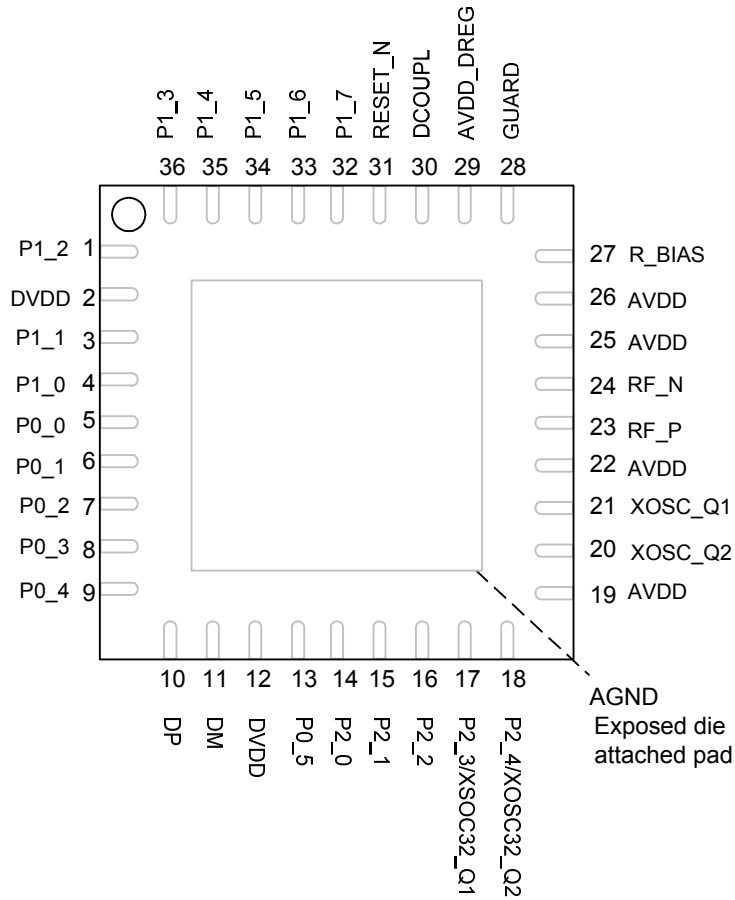 P1_3
P1_4
P1_5
P1_6
P1_7
RESET_N
DCOUPL
AVDD_DREG
GUARD
36 35 34 33 32 31 30 29 28
P1_2 1
DVDD 2
P1_1 3
P1_0 4
P0_0 5
P0_1 6
P0_2 7
P0_3 8
P0_4 9
27 R_BIAS
26 AVDD
25 AVDD
24 RF_N
23 RF_P
22 AVDD
21 XOSC_Q1
20 XOSC_Q2
19 AVDD
10 11 12 13 14 15 16 17 18
DP
DM
DVDD
P0_5
P2_0
P2_1
P2_2
P2_3/XSOC32_Q1
P2_4/XOSC32_Q2
AGND
Exposed die
attached pad